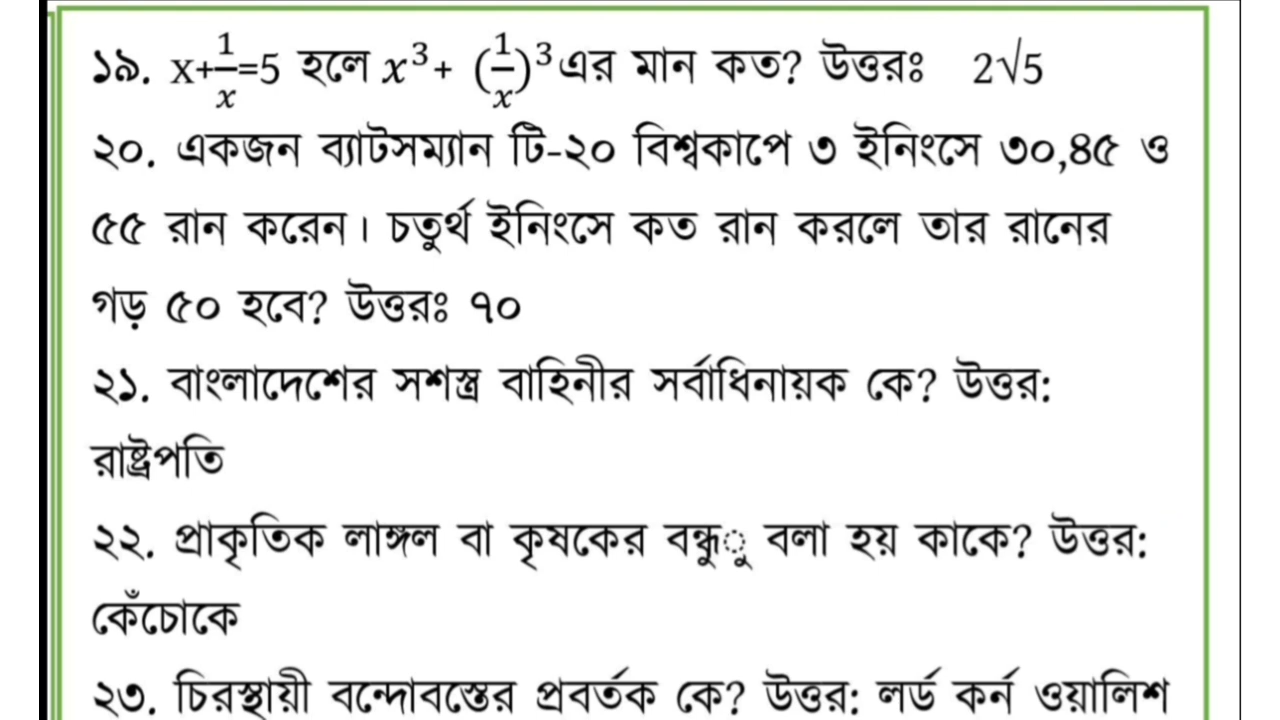 ১৯. x+1/x=5 হলে x³+ (1/x)³এর মান কত? উত্তরঃ 2√5
২০. একজন ব্যাটসম্যান টি-২০ বিশ্বকাপে ৩ ইনিংসে ৩০,৪৫ ও
৫৫ রান করেন। চতুর্থ ইনিংসে কত রান করলে তার রানের
গড় ৫০ হবে? উত্তরঃ ৭০
২১. বাংলাদেশের সশস্ত্র বাহিনীর সর্বাধিনায়ক কে? উত্তর:
রাষ্ট্রপতি
২২. প্রাকৃতিক লাঙ্গল বা কৃষকের বন্ধুু বলা হয় কাকে? উত্তর:
কেঁচোকে
২৩. চিরস্থায়ী বন্দোবস্তের প্রবর্তক কে? উত্তর: লর্ড কর্ন ওয়ালিশ